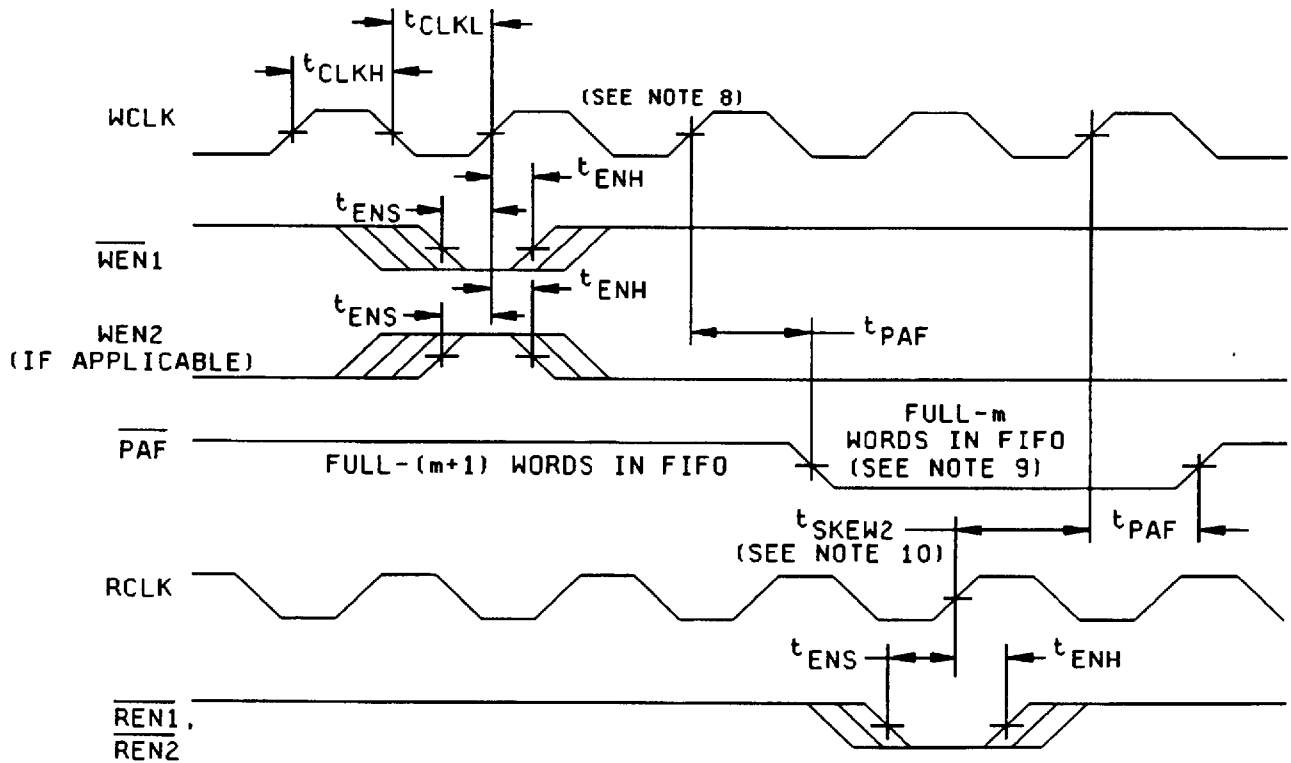 tCLKL
tCLKH
(SEE NOTE 8)
WCLK
tENH
tENS
WEN1
tENH
tENS
WEN2
(IF APPLICABLE)
tPAF
PAF
FULL-(m+1) WORDS IN FIFO
FULL-m
WORDS IN FIFO
(SEE NOTE 9)
tSKEW2
(SEE NOTE 10)
tPAF
RCLK
tENS
tENH
REN1,
REN2